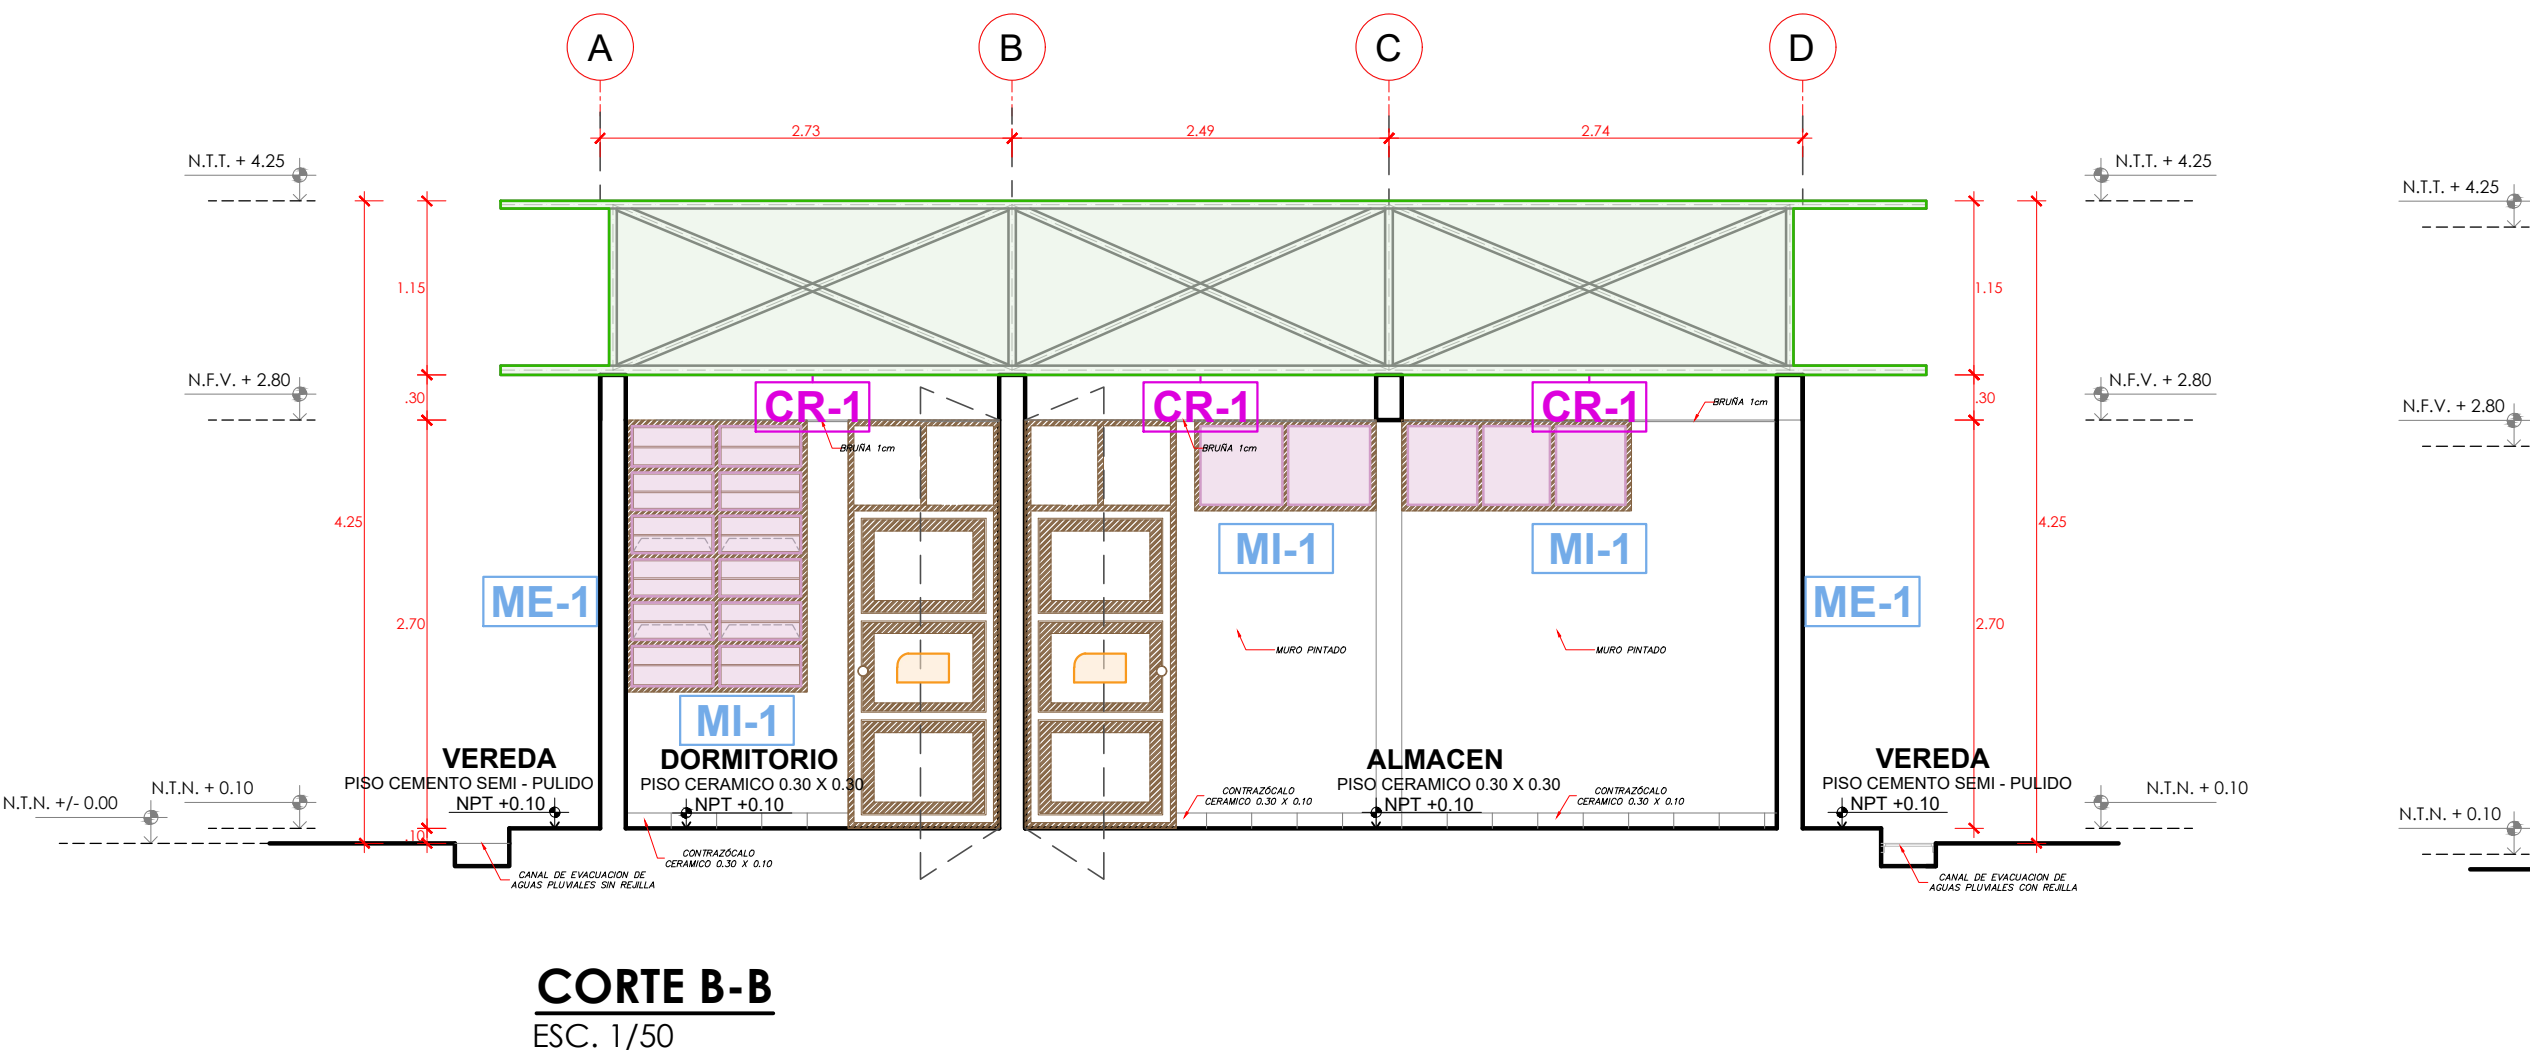 A
B
C
D
2.73
2.49
2.74
N.T.T. + 4.25
N.T.T. + 4.25
N.T.T. + 4.25
1.15
1.15
N.F.V. + 2.80
N.F.V. + 2.80
N.F.V. + 2.80
.30
.30
CR-1
CR-1
CR-1
BRUÑA 1cm
BRUÑA 1cm
BRUÑA 1cm
4.25
4.25
MI-1
MI-1
ME-1
ME-1
2.70
2.70
MURO PINTADO
MURO PINTADO
MI-1
VEREDA
PISO CEMENTO SEMI - PULIDO
NPT +0.10
DORMITORIO
PISO CERAMICO 0.30 X 0.30
NPT +0.10
ALMACEN
PISO CERAMICO 0.30 X 0.30
NPT +0.10
VEREDA
PISO CEMENTO SEMI - PULIDO
NPT +0.10
N.T.N. +/- 0.00
N.T.N. + 0.10
N.T.N. + 0.10
N.T.N. + 0.10
.10
CONTRAZÓCALO
CERAMICO 0.30 X 0.10
CONTRAZÓCALO
CERAMICO 0.30 X 0.10
CONTRAZÓCALO
CERAMICO 0.30 X 0.10
CANAL DE EVACUACION DE
AGUAS PLUVIALES SIN REJILLA
CANAL DE EVACUACION DE
AGUAS PLUVIALES CON REJILLA
CORTE B-B
ESC. 1/50